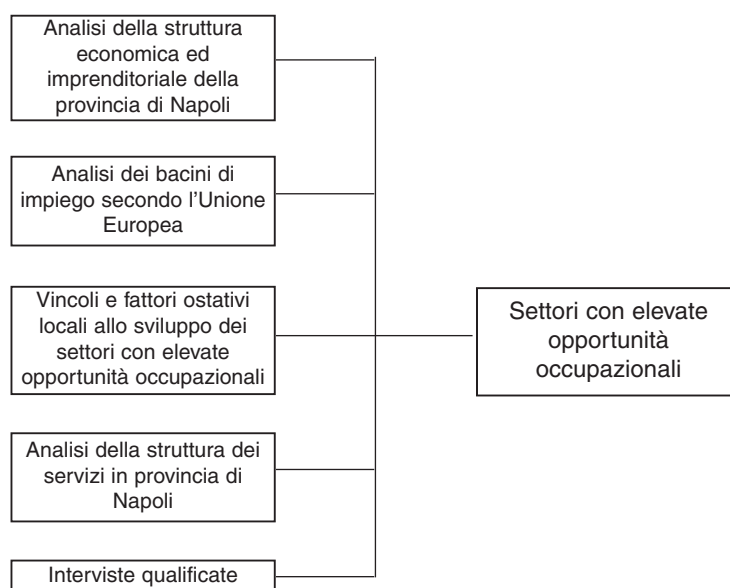 Analisi della struttura
economica ed
imprenditoriale della
provincia di Napoli
Analisi dei bacini di
impiego secondo l'Unione
Europea
Vincoli e fattori ostativi
locali allo sviluppo dei
settori con elevate
opportunità occupazionali
Analisi della struttura dei
servizi in provincia di
Napoli
Interviste qualificate
Settori con elevate
opportunità
occupazionali